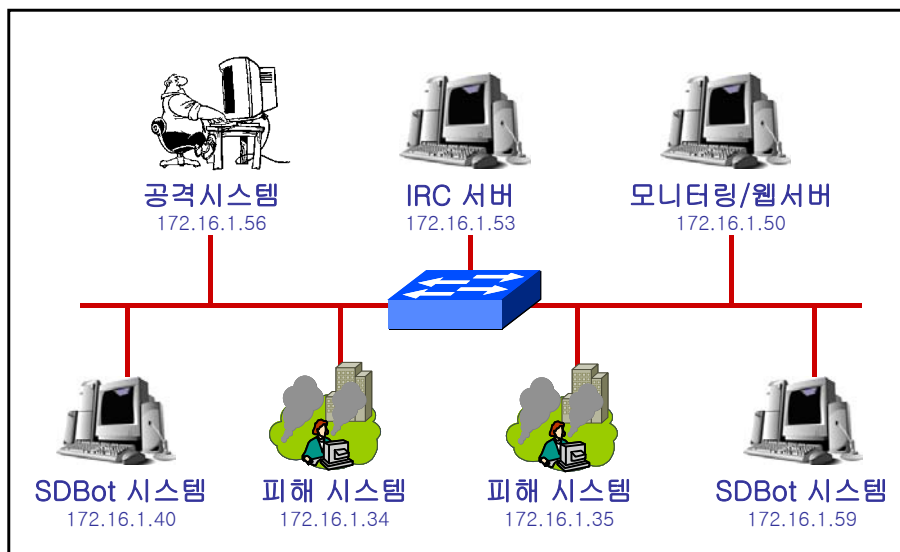 공격시스템
172.16.1.56
IRC 서버
172.16.1.53
모니터링/웹서버
172.16.1.50
SDBot 시스템
172.16.1.40
피해 시스템
172.16.1.34
피해 시스템
172.16.1.35
SDBot 시스템
172.16.1.59